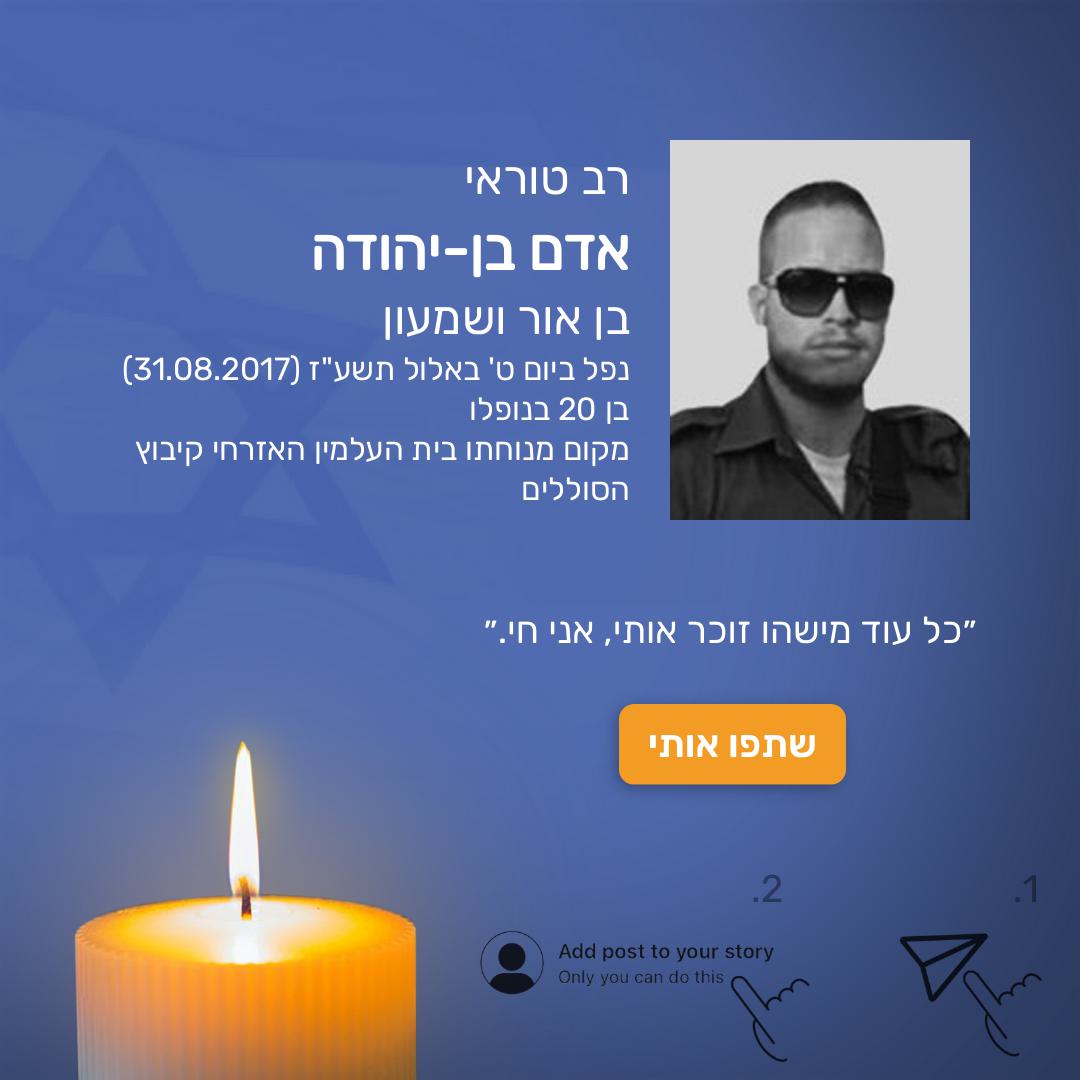 רב טוראי
אדם בן-יהודה
בן אור ושמעון
נפל ביום ט' באלול תשע"ז (31.08.2017)
בן 20 בנופלו
מקום מנוחתו בית העלמין האזרחי קיבוץ
הסוללים
״כל עוד מישהו זוכר אותי, אני חי.״
שתפו אותי
1.
2.
Add post to your story
Only you can do this